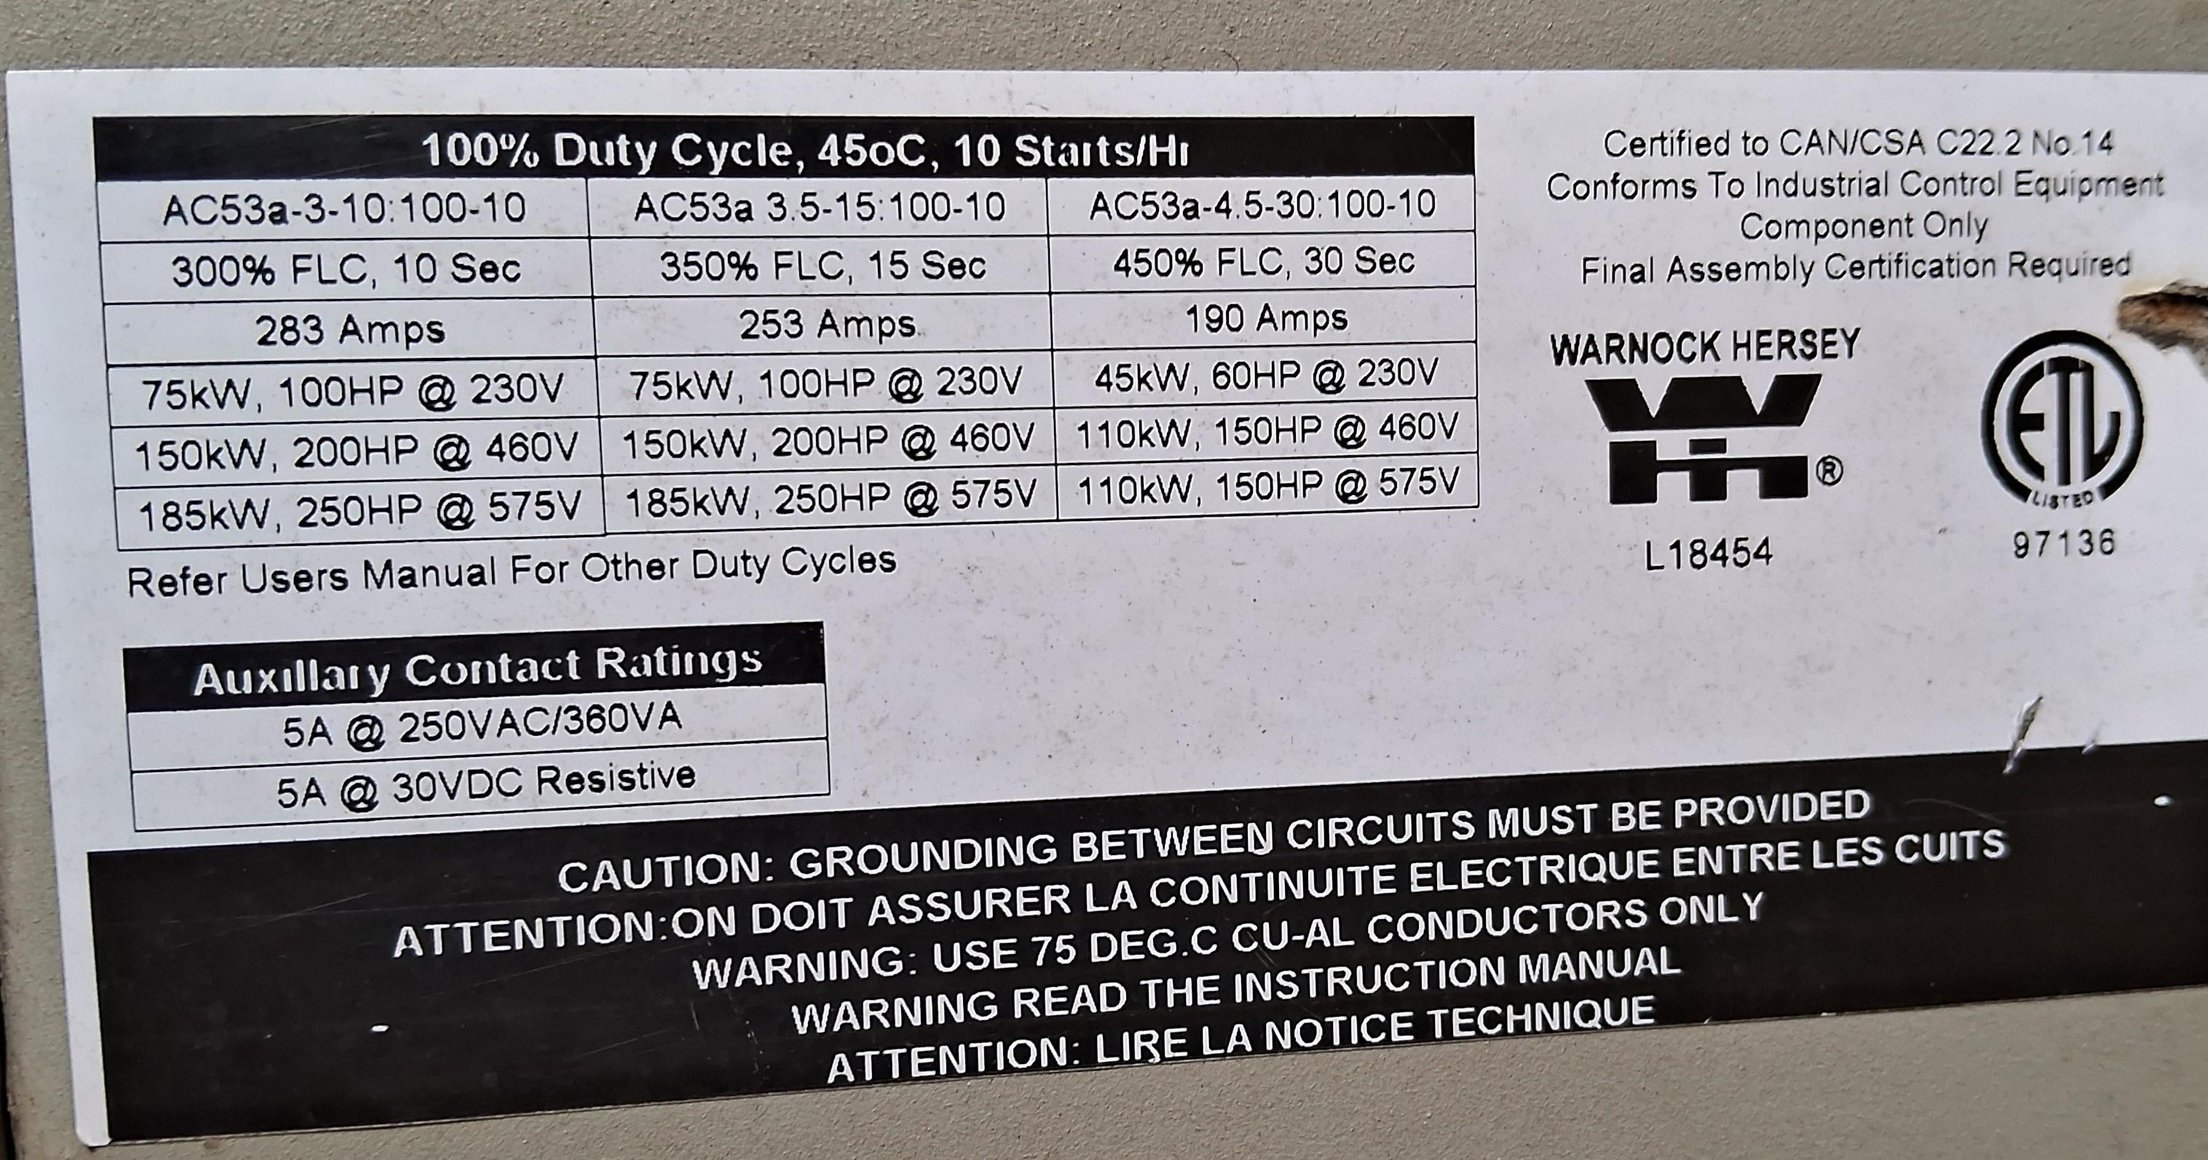 100% Duty Cycle, 45oC, 10 Starts/Hr
AC53a-3-10:100-10 AC53a 3.5-15:100-10 AC53a-4.5-30:100-10
300% FLC, 10 Sec 350% FLC, 15 Sec 450% FLC, 30 Sec
283 Amps 253 Amps. 190 Amps
75kW, 100HP @ 230V 75kW, 100HP @ 230V 45kW, 60HP @ 230V
150kW, 200HP @ 460V 150kW, 200HP @ 460V 110kW, 150HP @ 460V
185kW, 250HP @ 575V 185kW, 250HP @ 575V 110kW, 150HP @ 575V
Refer Users Manual For Other Duty Cycles
Auxillary Contact Ratings
5A @ 250VAC/360VA
5A @ 30VDC Resistive
Certified to CAN/CSA C22.2 No.14
Conforms To Industrial Control Equipment
Component Only
Final Assembly Certification Required
WARNOCK HERSEY
WH®
L18454
ETL
LISTED
97136
CAUTION: GROUNDING BETWEEN CIRCUITS MUST BE PROVIDED
ATTENTION:ON DOIT ASSURER LA CONTINUITE ELECTRIQUE ENTRE LES CUITS
WARNING: USE 75 DEG.C CU-AL CONDUCTORS ONLY
WARNING READ THE INSTRUCTION MANUAL
ATTENTION: LIRE LA NOTICE TECHNIQUE